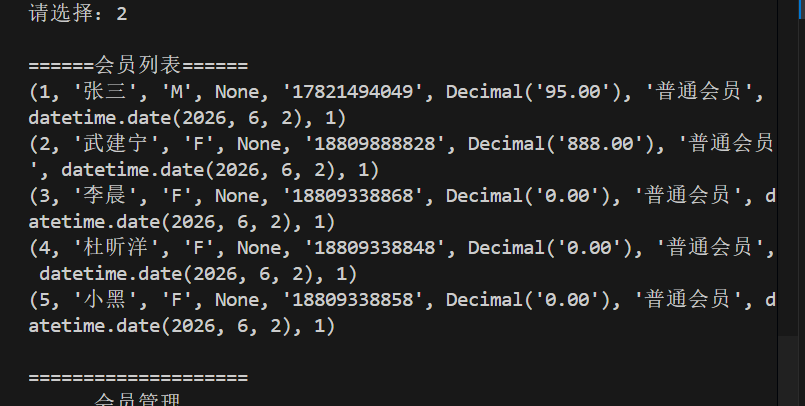 请选择：2
======会员列表======
(1, '张三', 'M', None, '17821494049', Decimal('95.00'), '普通会员',
datetime.date(2026, 6, 2), 1)
(2, '武建宁', 'F', None, '18809888828', Decimal('888.00'), '普通会员
', datetime.date(2026, 6, 2), 1)
(3, '李晨', 'F', None, '18809338868', Decimal('0.00'), '普通会员', d
atetime.date(2026, 6, 2), 1)
(4, '杜昕洋', 'F', None, '18809338848', Decimal('0.00'), '普通会员',
datetime.date(2026, 6, 2), 1)
(5, '小黑', 'F', None, '18809338858', Decimal('0.00'), '普通会员', d
atetime.date(2026, 6, 2), 1)
====================
会员管理